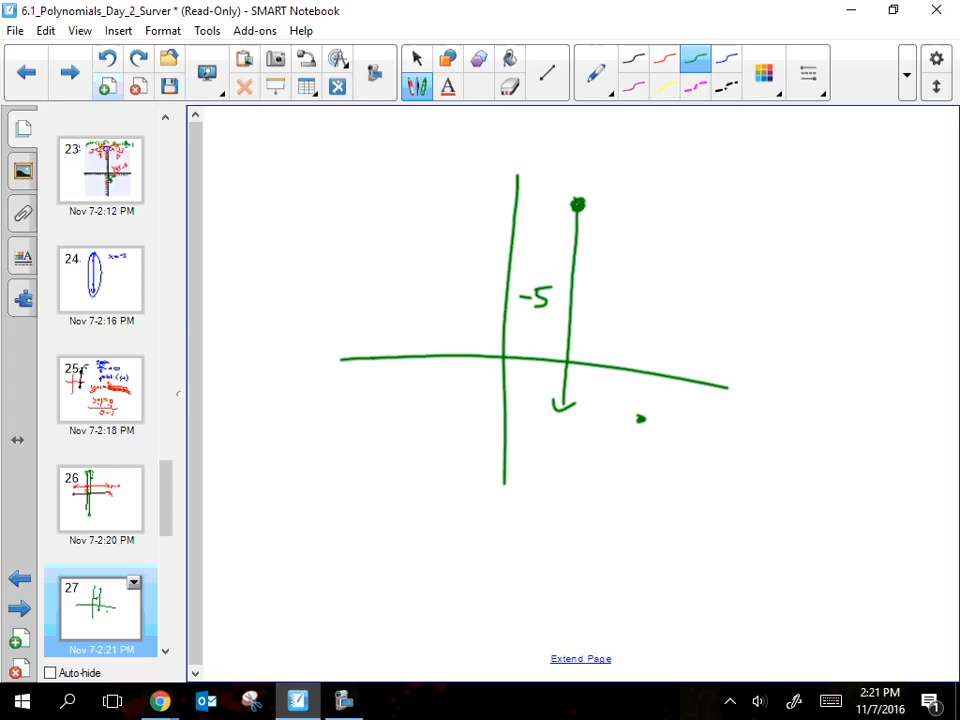 6.1_Polynomials_Day_2_Surver * (Read-Only) - SMART Notebook
File Edit View Insert Format Tools Add-ons Help
23
Nov 7-2:12 PM
24
x=-5
Nov 7-2:16 PM
25
Nov 7-2:18 PM
26
Nov 7-2:20 PM
27
Nov 7-2:21 PM
Auto-hide
-5
Extend Page
2:21 PM
11/7/2016
1